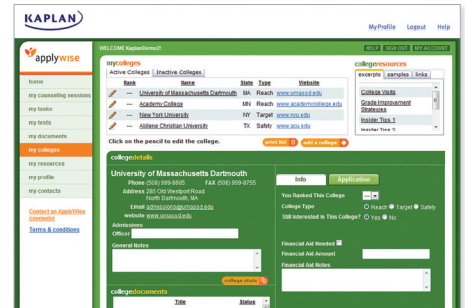 KAPLAN)
My Profile Logout Help
applywise
WELCOME KaplanDemo2!
HELP SIGN OUT MY ACCOUNT
home
my counseling sessions
my tasks
my tests
my documents
my colleges
my resources
my profile
my contacts
Contact an ApplyWise counselor
Terms & conditions
mycolleges
Active Colleges Inactive Colleges
Rank Name State Type Website
--- University of Massachusetts Dartmouth MA Reach www.umassd.edu
--- Academy College MN Reach www.academycollege.edu
--- New York University NY Target www.nyu.edu
--- Abilene Christian University TX Safety www.acu.edu
Click on the pencil to edit the college.
print list
add a college
collegeresources
excerpts samples links
College Visits
Grade Improvement
Strategies
Insider Tips 1
Insider Tips 2
collegedetails
University of Massachusetts Dartmouth
Phone (508) 999-8605 FAX (508) 999-8755
Address 285 Old Westport Road
North Dartmouth, MA
Email admissions@umassd.edu
website www.umassd.edu
Admissions
Officer
General Notes
college stats
Info Application
You Ranked This College ---
College Type Reach Target Safety
Still Interested in This College? Yes No
Financial Aid Needed
Financial Aid Amount
Financial Aid Notes
collegedocuments
Title Status